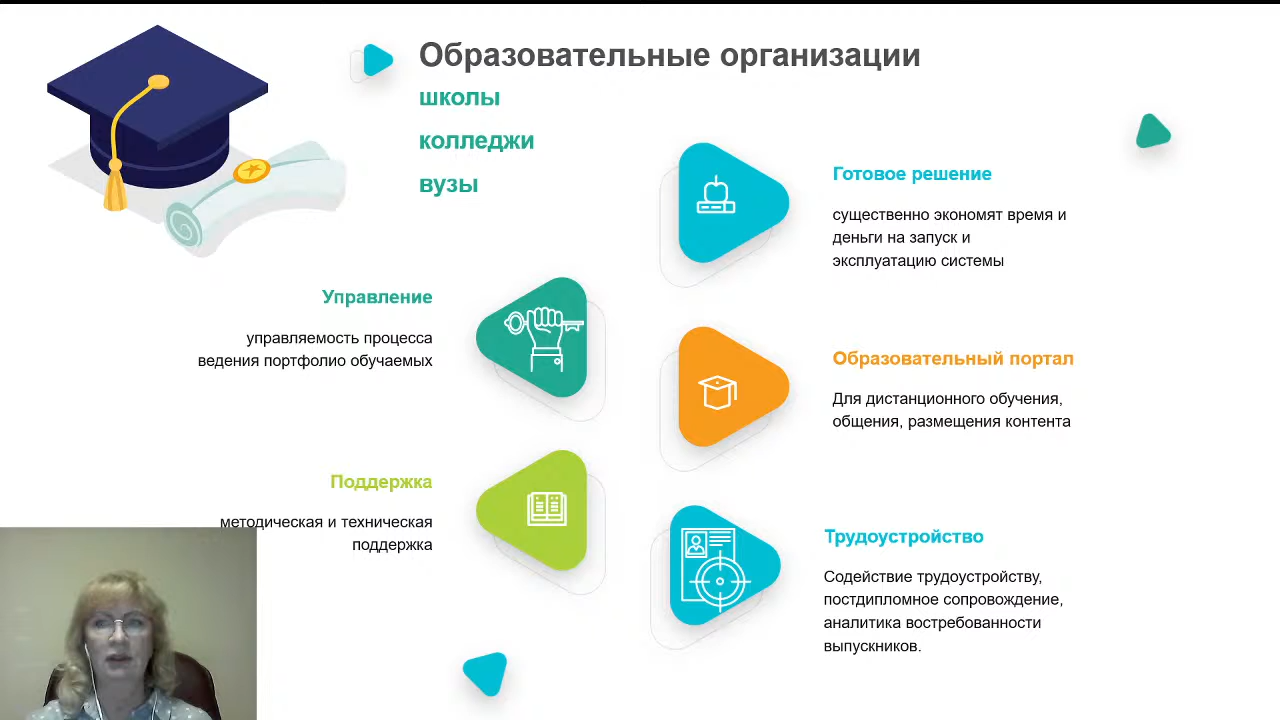 Образовательные организации
школы
колледжи
вузы
Готовое решение
существенно экономят время и
деньги на запуск и
эксплуатацию системы
Управление
управляемость процесса
ведения портфолио обучаемых
Образовательный портал
Для дистанционного обучения,
общения, размещения контента
Поддержка
методическая и техническая
поддержка
Трудоустройство
Содействие трудоустройству,
постдипломное сопровождение,
аналитика востребованности
выпускников.